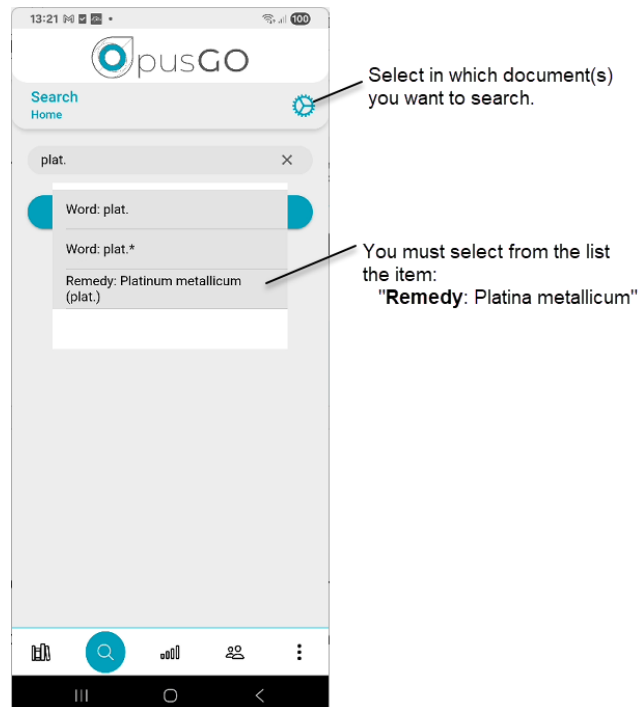 13:21
100
OpusGO
Search
Home
Select in which document(s)
you want to search.
plat.
Word: plat.
Word: plat.*
Remedy: Platinum metallicum
(plat.)
You must select from the list
the item:
"Remedy: Platina metallicum"